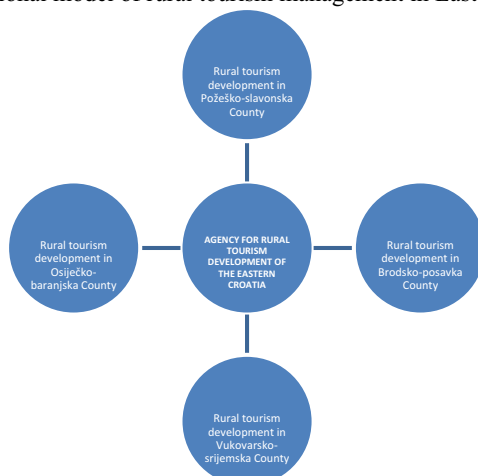 ional model of rural tourism management in East
Rural tourism
development in
Požeško-slavonska
County
Rural tourism
development in
Osiječko-
baranjska County
AGENCY FOR RURAL
TOURISM
DEVELOPMENT OF
THE EASTERN
CROATIA
Rural tourism
development in
Brodsko-posavka
County
Rural tourism
development in
Vukovarsko-
srijemska County